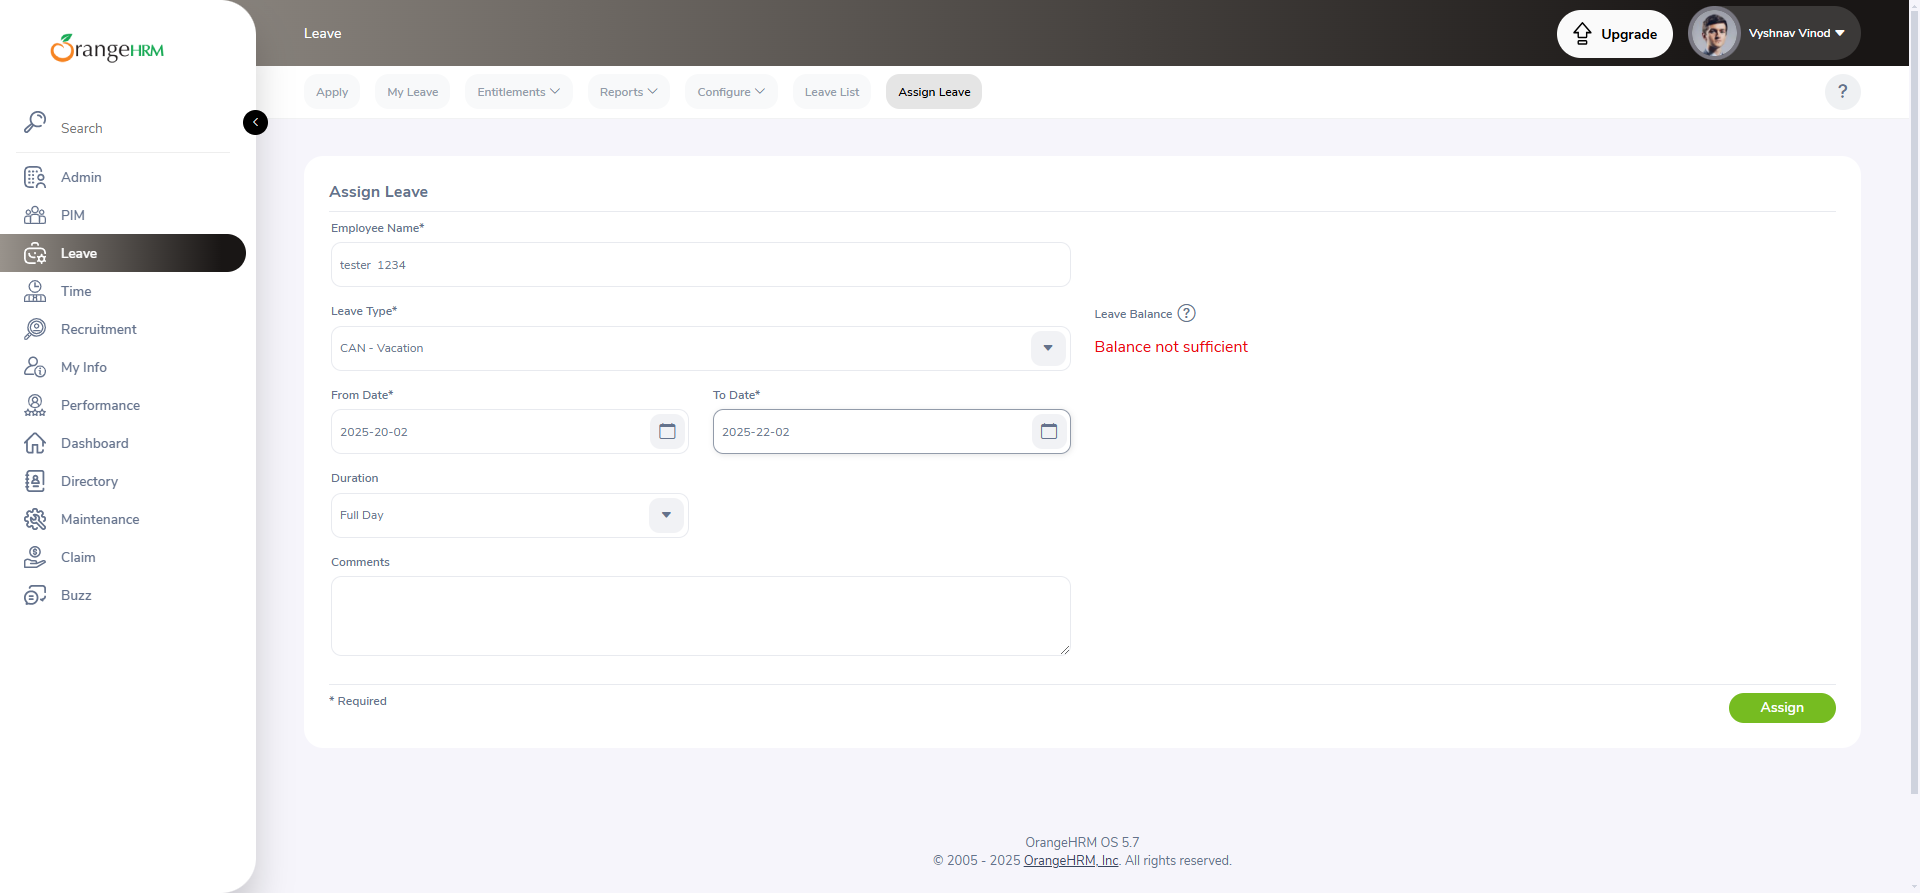 OrangeHRM
Search
Admin
PIM
Leave
Time
Recruitment
My Info
Performance
Dashboard
Directory
Maintenance
Claim
Buzz
Leave
Upgrade
Vyshnav Vinod
Apply
My Leave
Entitlements
Reports
Configure
Leave List
Assign Leave
?
Assign Leave
Employee Name*
tester  1234
Leave Type*
CAN - Vacation
Leave Balance ?
Balance not sufficient
From Date*
2025-20-02
To Date*
2025-22-02
Duration
Full Day
Comments
* Required
Assign
OrangeHRM OS 5.7
© 2005 - 2025 OrangeHRM, Inc. All rights reserved.